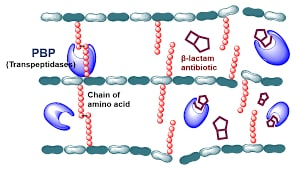 PBP
(Transpeptidases)
β-lactam
antibiotic
Chain of
amino acid